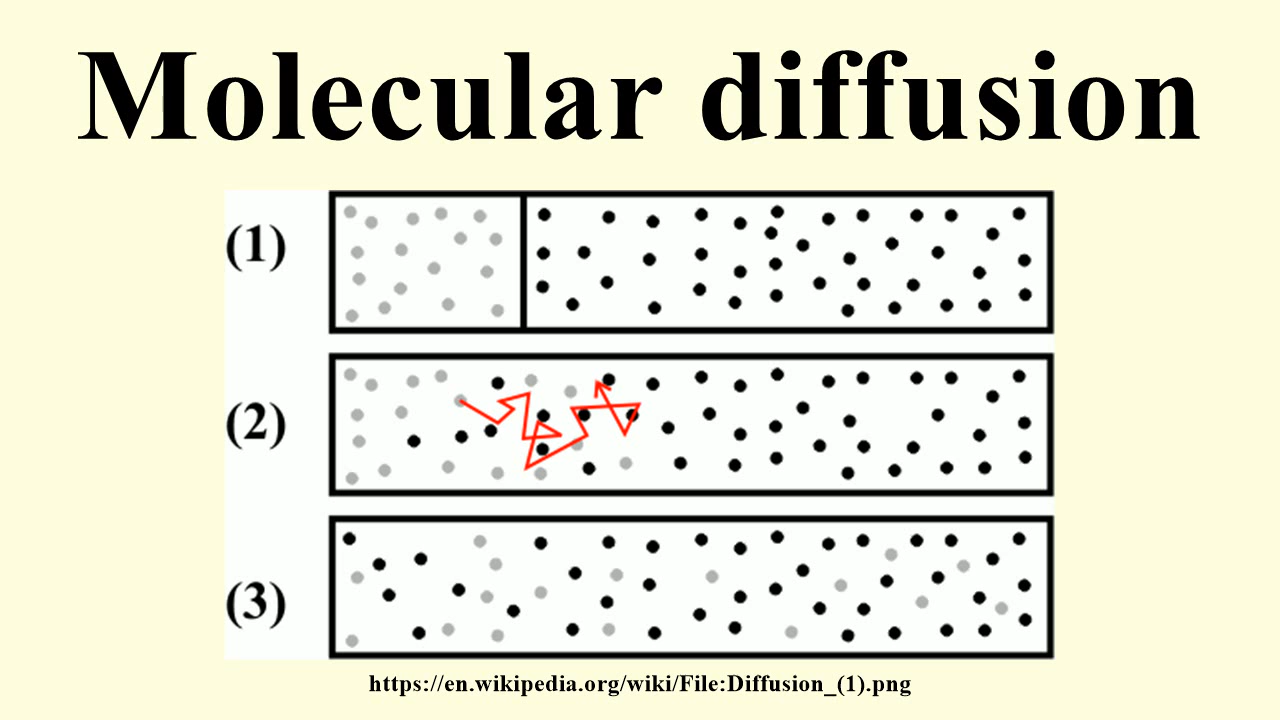 Molecular diffusion
(1)
(2)
(3)
https://en.wikipedia.org/wiki/File:Diffusion_(1).png